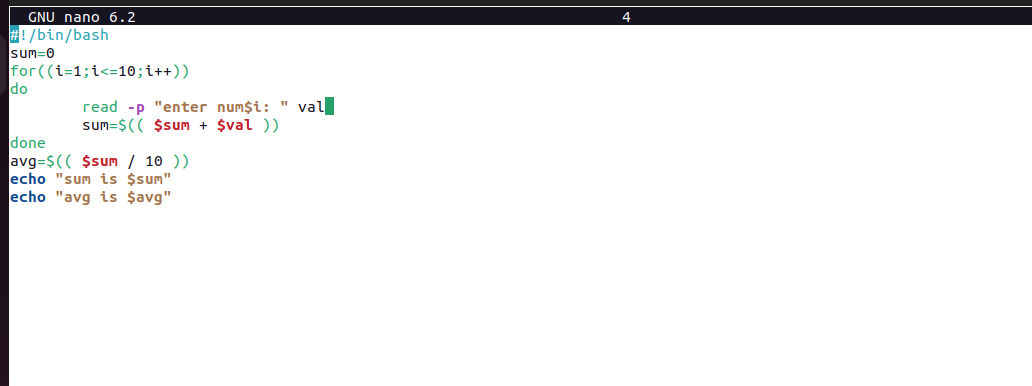 GNU nano 6.2 4
#!/bin/bash
sum=0
for((i=1;i<=10;i++))
do
        read -p "enter num$i: " val
        sum=$(( $sum + $val ))
done
avg=$(( $sum / 10 ))
echo "sum is $sum"
echo "avg is $avg"